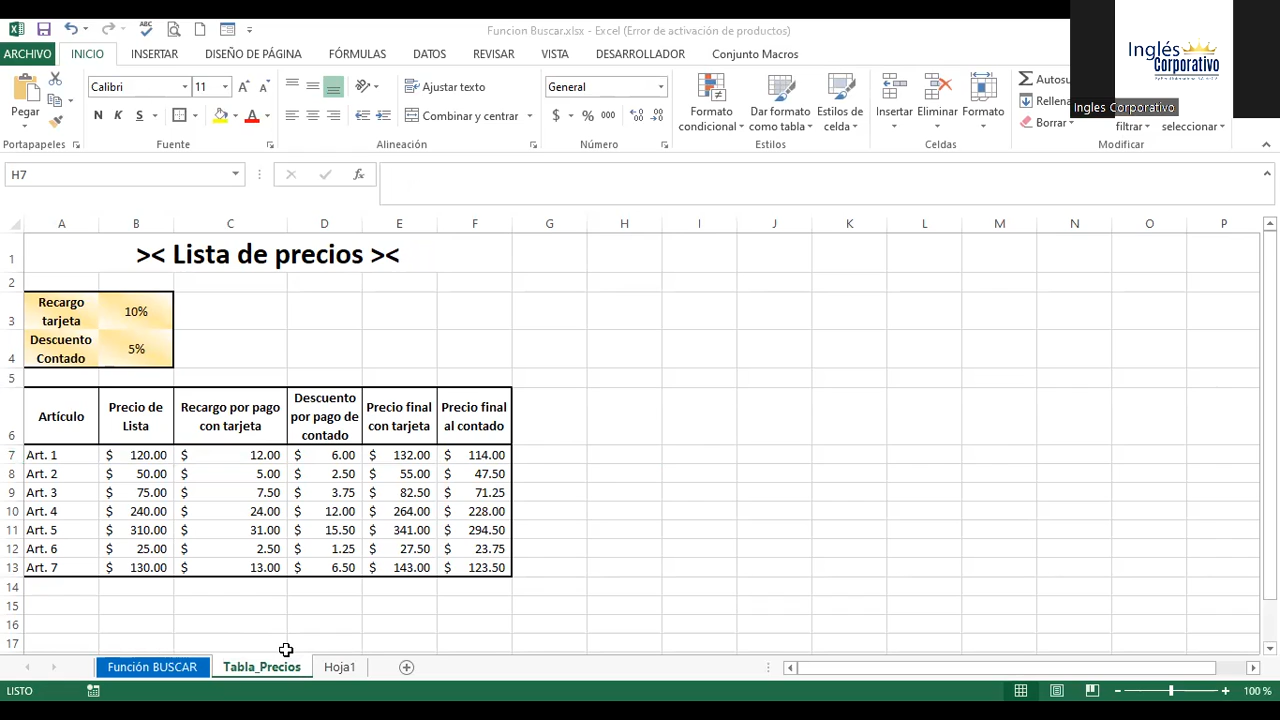 Funcion Buscar.xlsx - Excel (Error de activación de productos)
Inglés
Corporativo
ARCHIVO INICIO INSERTAR DISEÑO DE PÁGINA FÓRMULAS DATOS REVISAR VISTA DESARROLLADOR Conjunto Macros
Pegar
Calibri 11
N K S
Ajustar texto
Combinar y centrar
General
$ % 000
Formato
condicional
Dar formato
como tabla
Estilos de
celda
Insertar
Eliminar
Formato
Autosu
Rellena
Borrar
Ingles Corporativo
filtrar
seleccionar
Portapapeles Fuente Alineación Número Estilos Celdas Modificar
H7
fx
A B C D E F G H I J K L M N O P
1 >< Lista de precios ><
2
3 Recargo tarjeta 10%
4 Descuento Contado 5%
5
6 Artículo Precio de Lista Recargo por pago con tarjeta Descuento por pago de contado Precio final con tarjeta Precio final al contado
7 Art. 1 $ 120.00 $ 12.00 $ 6.00 $ 132.00 $ 114.00
8 Art. 2 $ 50.00 $ 5.00 $ 2.50 $ 55.00 $ 47.50
9 Art. 3 $ 75.00 $ 7.50 $ 3.75 $ 82.50 $ 71.25
10 Art. 4 $ 240.00 $ 24.00 $ 12.00 $ 264.00 $ 228.00
11 Art. 5 $ 310.00 $ 31.00 $ 15.50 $ 341.00 $ 294.50
12 Art. 6 $ 25.00 $ 2.50 $ 1.25 $ 27.50 $ 23.75
13 Art. 7 $ 130.00 $ 13.00 $ 6.50 $ 143.00 $ 123.50
14
15
16
17
Función BUSCAR Tabla_Precios Hoja1
LISTO 100 %